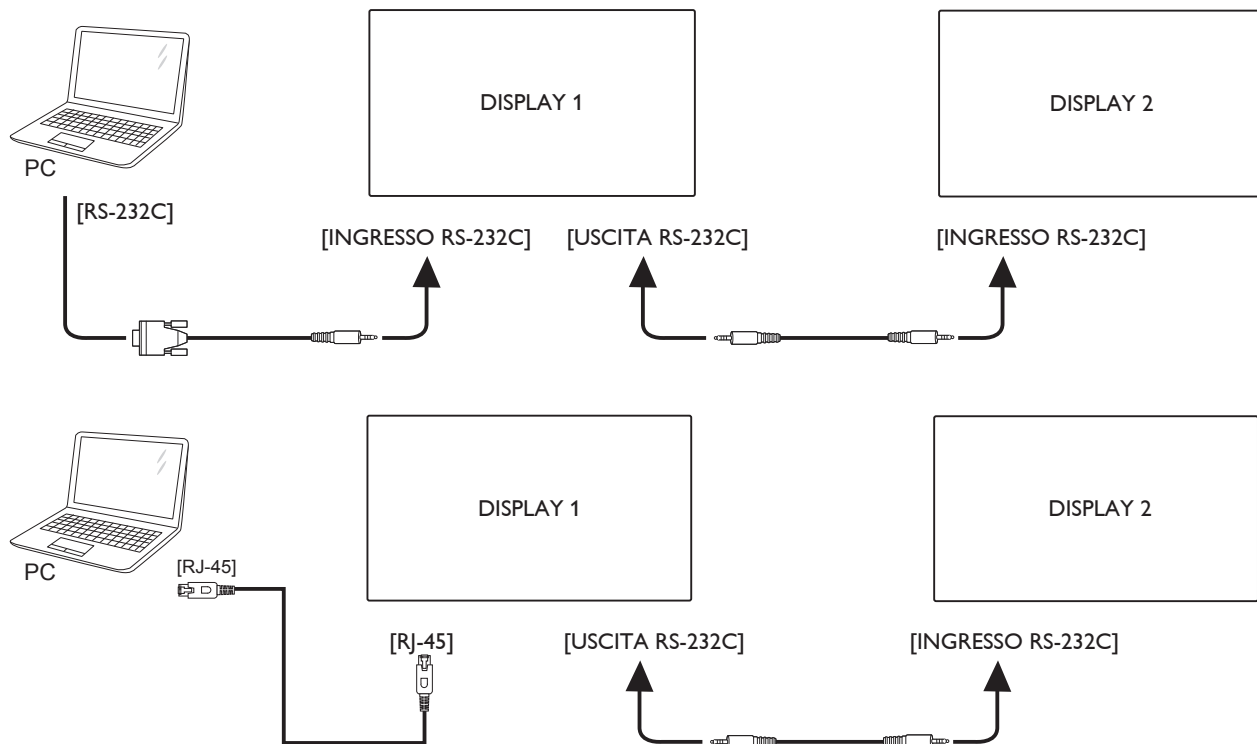 DISPLAY 1
DISPLAY 2
PC
[RS-232C]
[INGRESSO RS-232C]
[USCITA RS-232C]
[INGRESSO RS-232C]
DISPLAY 1
DISPLAY 2
PC
[RJ-45]
[RJ-45]
[USCITA RS-232C]
[INGRESSO RS-232C]